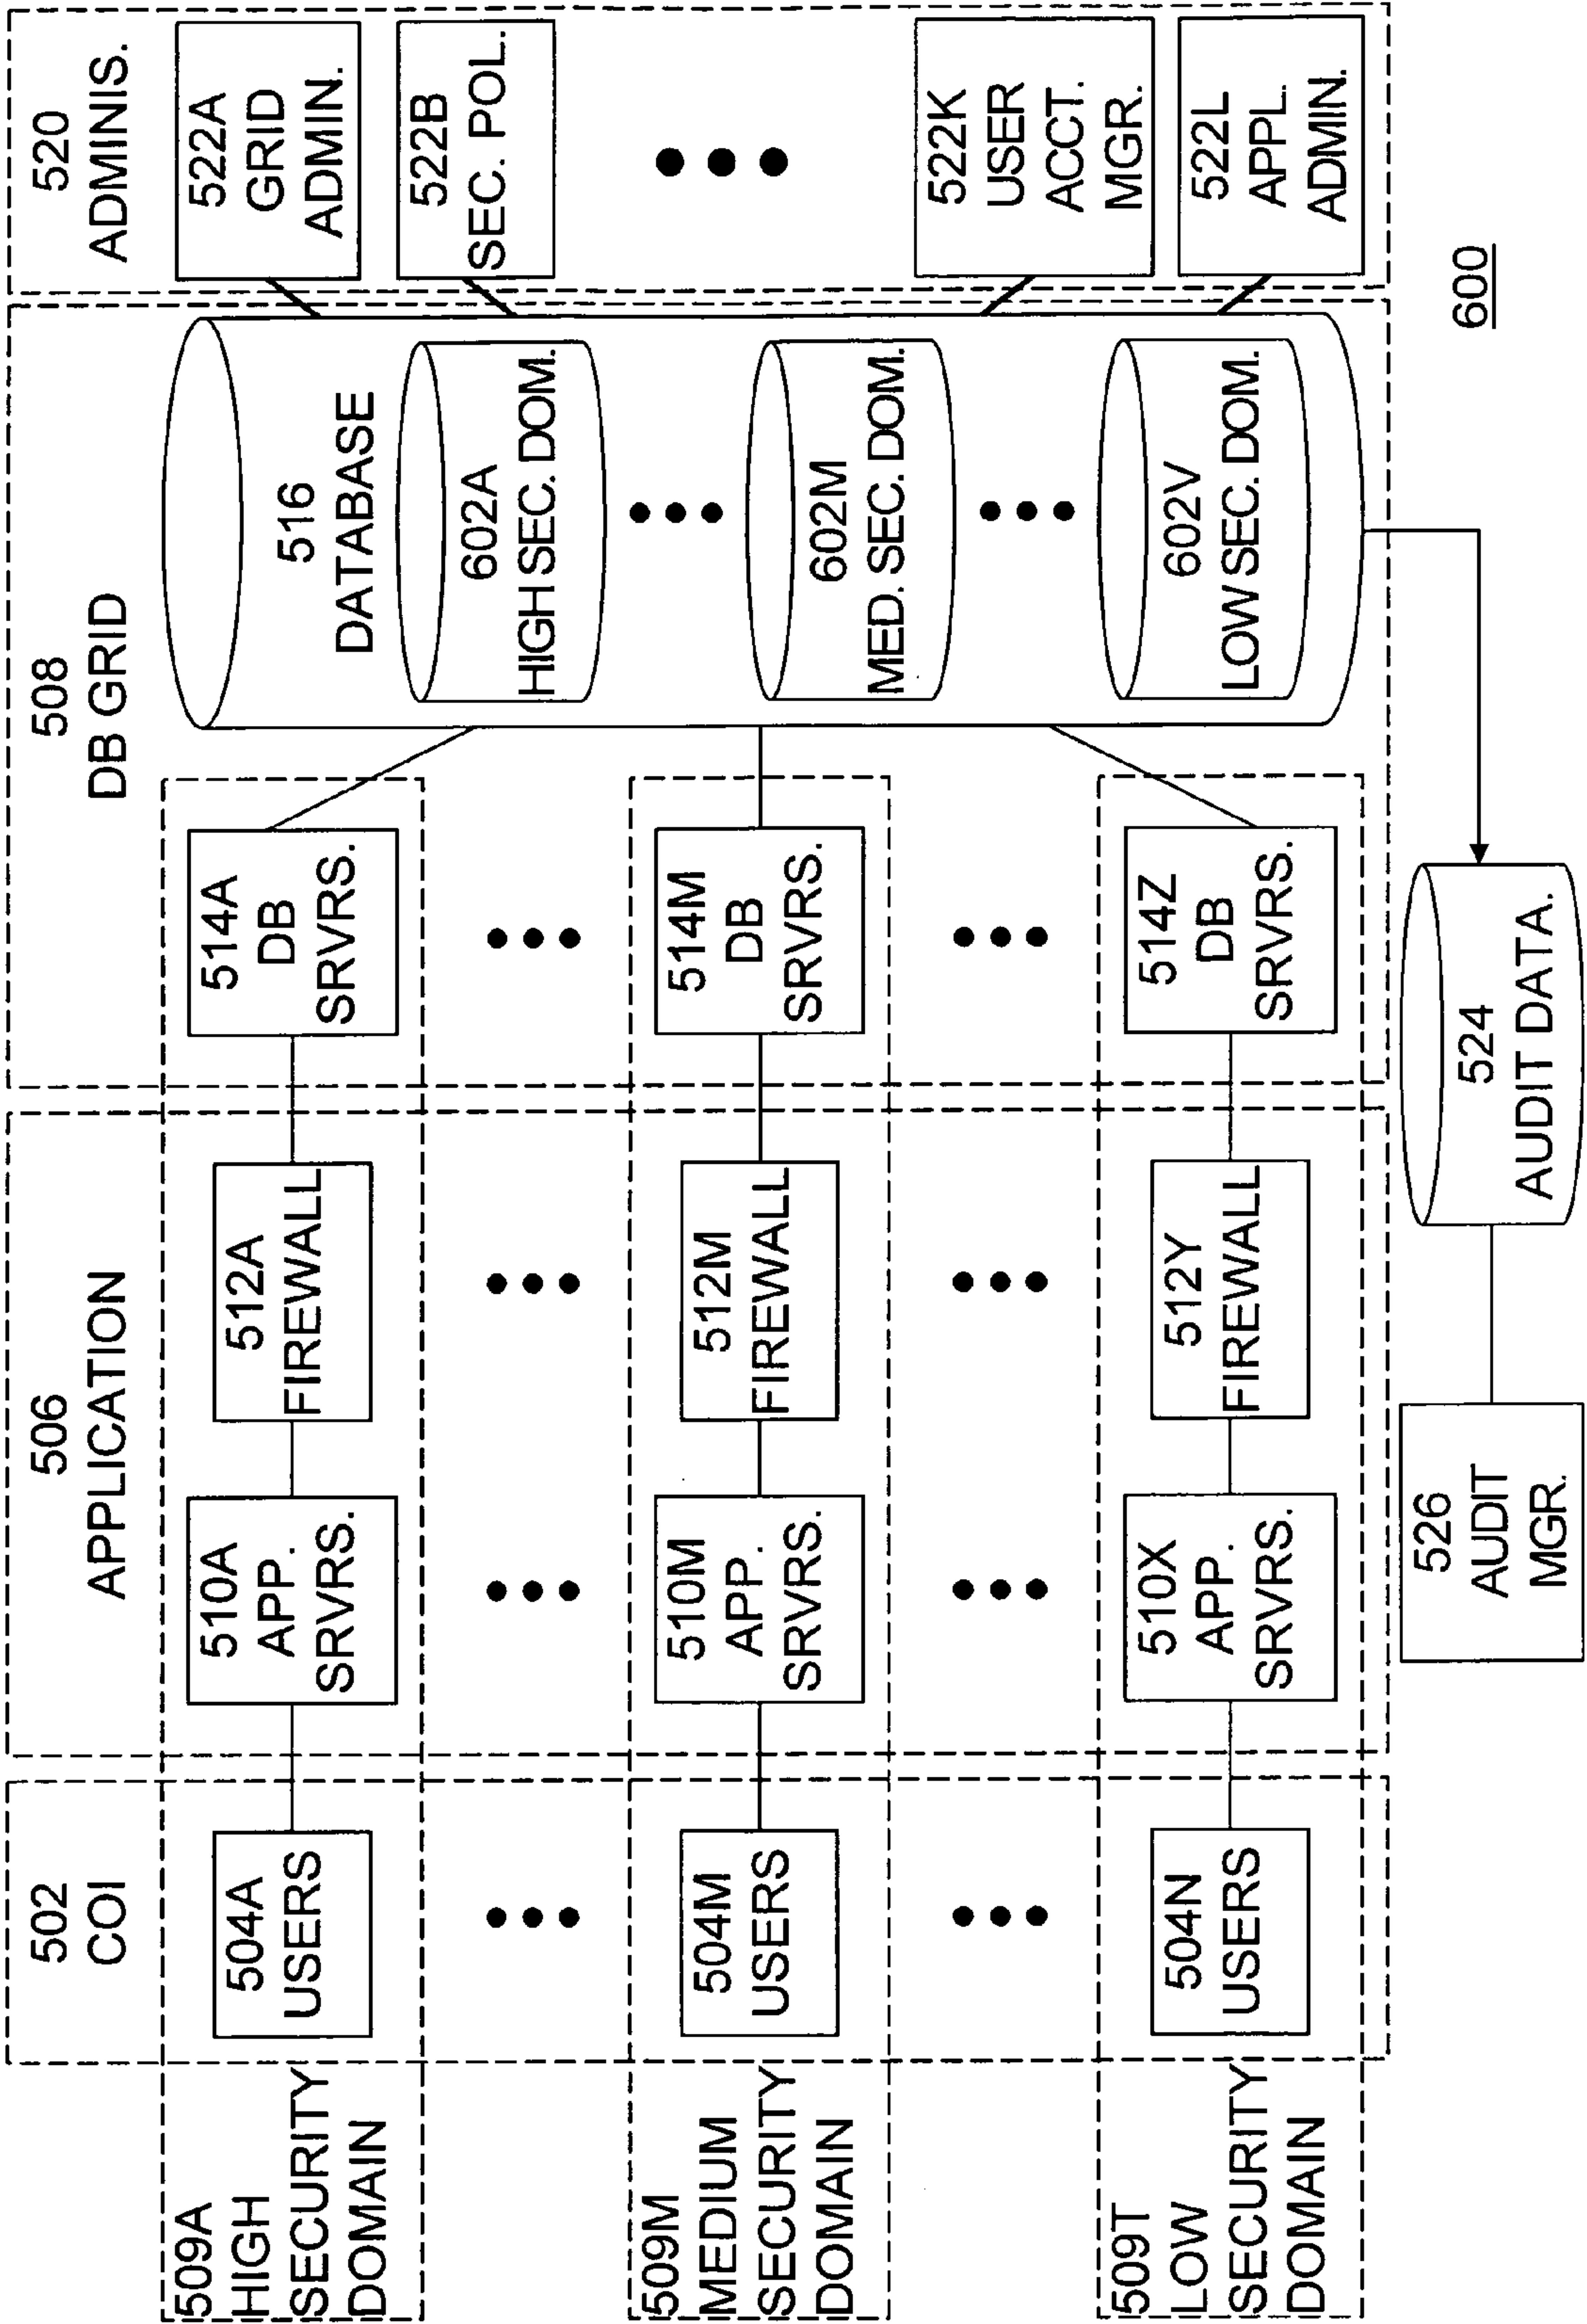 502
COI
506
APPLICATION
508
DB GRID
520
ADMINIS.
509A
HIGH
SECURITY
DOMAIN
504A
USERS
510A
APP.
SRVRS.
512A
FIREWALL
514A
DB
SRVRS.
516
DATABASE
602A
HIGH SEC. DOM.
522A
GRID
ADMIN.
522B
SEC. POL.
509M
MEDIUM
SECURITY
DOMAIN
504M
USERS
510M
APP.
SRVRS.
512M
FIREWALL
514M
DB
SRVRS.
602M
MED. SEC. DOM.
509T
LOW
SECURITY
DOMAIN
504N
USERS
510X
APP.
SRVRS.
512Y
FIREWALL
514Z
DB
SRVRS.
602V
LOW SEC. DOM.
522K
USER
ACCT.
MGR.
522L
APPL.
ADMIN.
526
AUDIT
MGR.
524
AUDIT DATA.
600